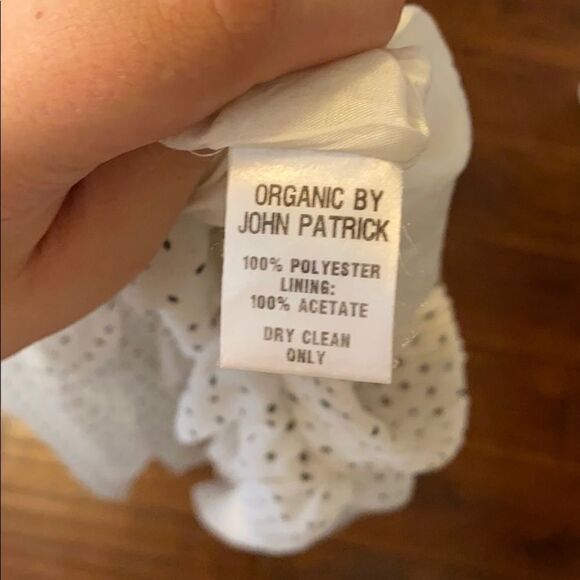 ORGANIC BY
JOHN PATRICK
100% POLYESTER
LINING:
100% ACETATE
DRY CLEAN
ONLY